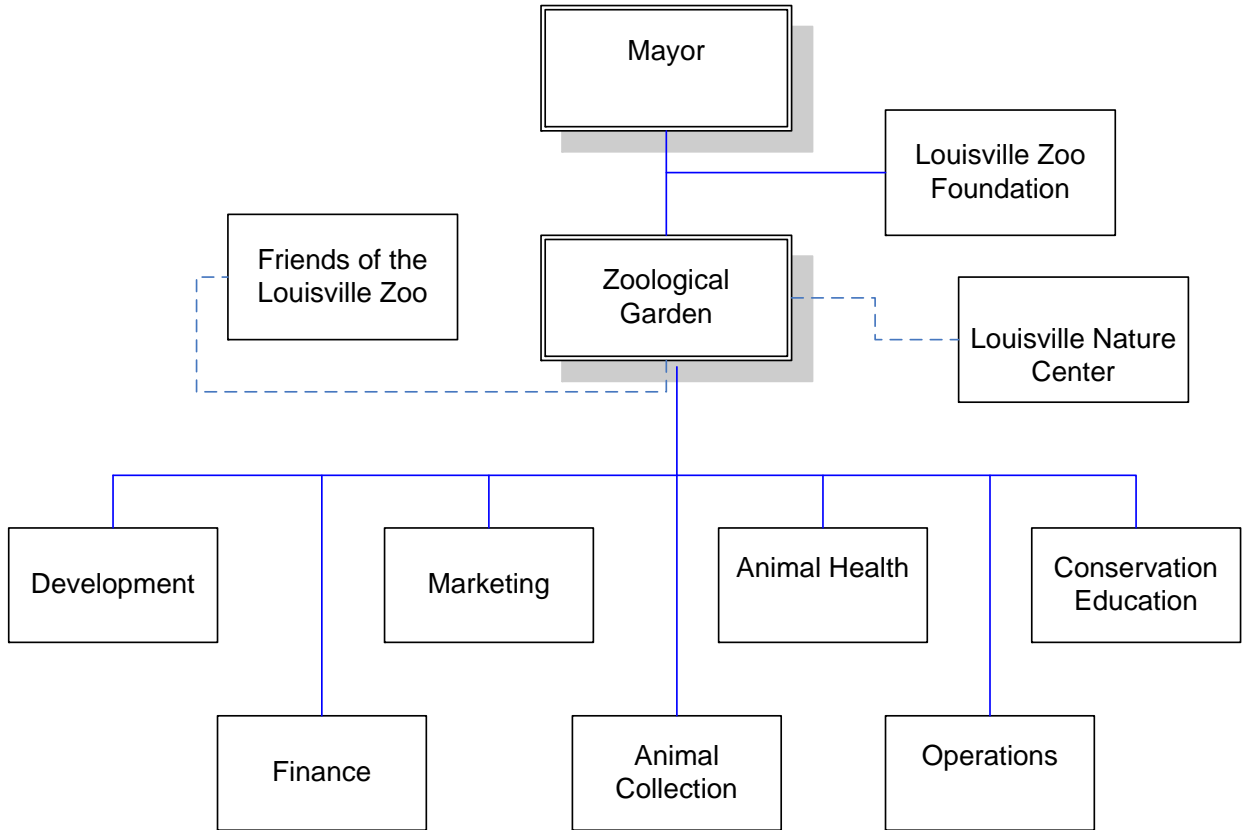 Mayor
Louisville Zoo
Foundation
Friends of the
Louisville Zoo
Zoological
Garden
Louisville Nature
Center
Development
Marketing
Animal Health
Conservation
Education
Finance
Animal
Collection
Operations